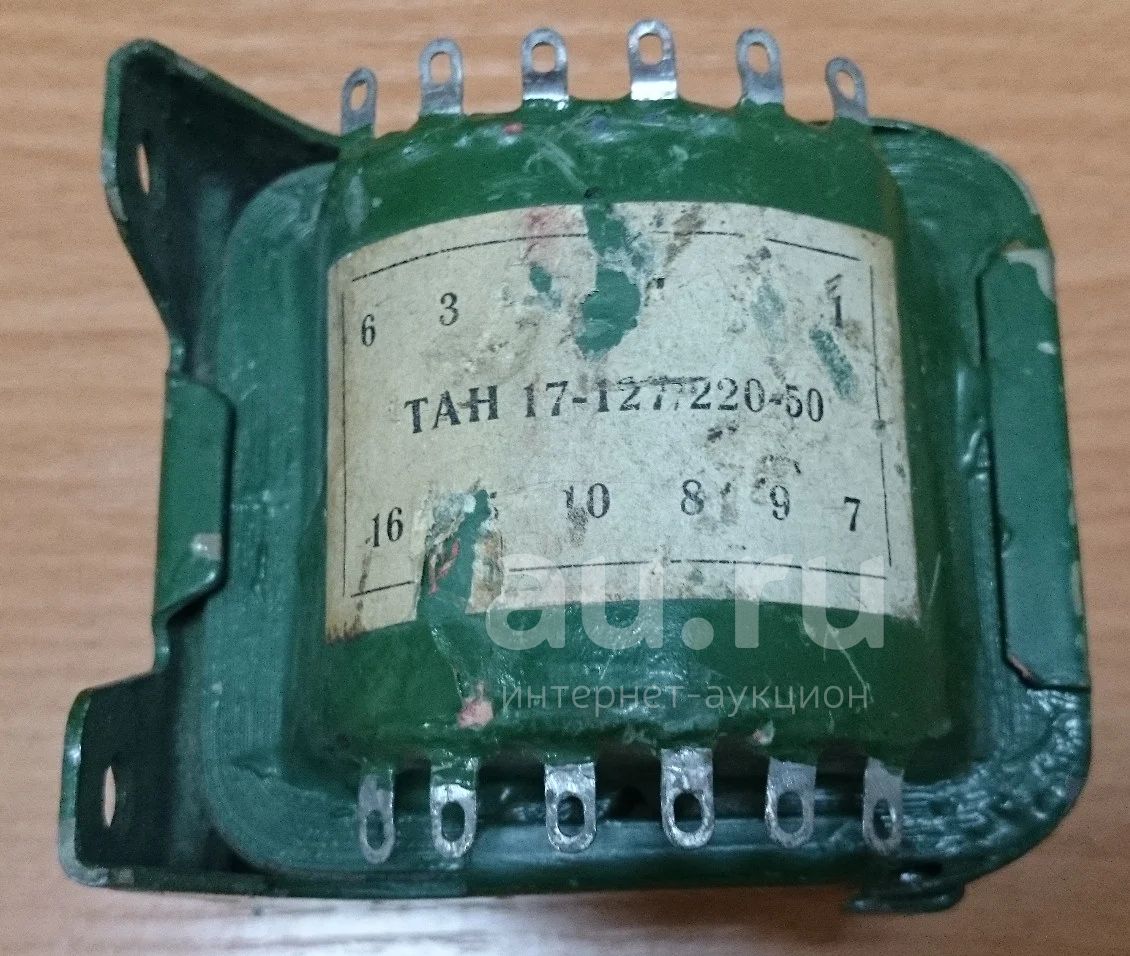 6 3 1
ТАН 17-127/220-50
16 10 8 9 7
au.ru
интернет-аукцион